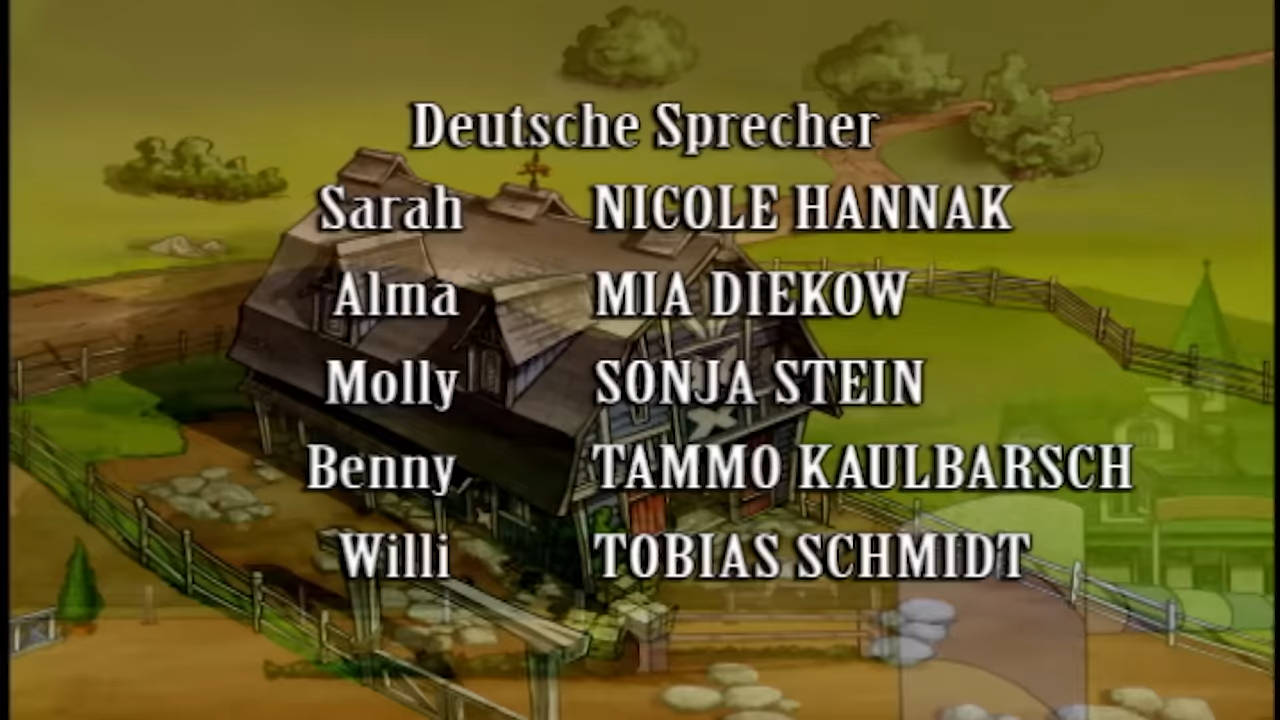 Deutsche Sprecher
Sarah NICOLE HANNAK
Alma MIA DIEKOW
Molly SONJA STEIN
Benny TAMMO KAULBARSCH
Willi TOBIAS SCHMIDT